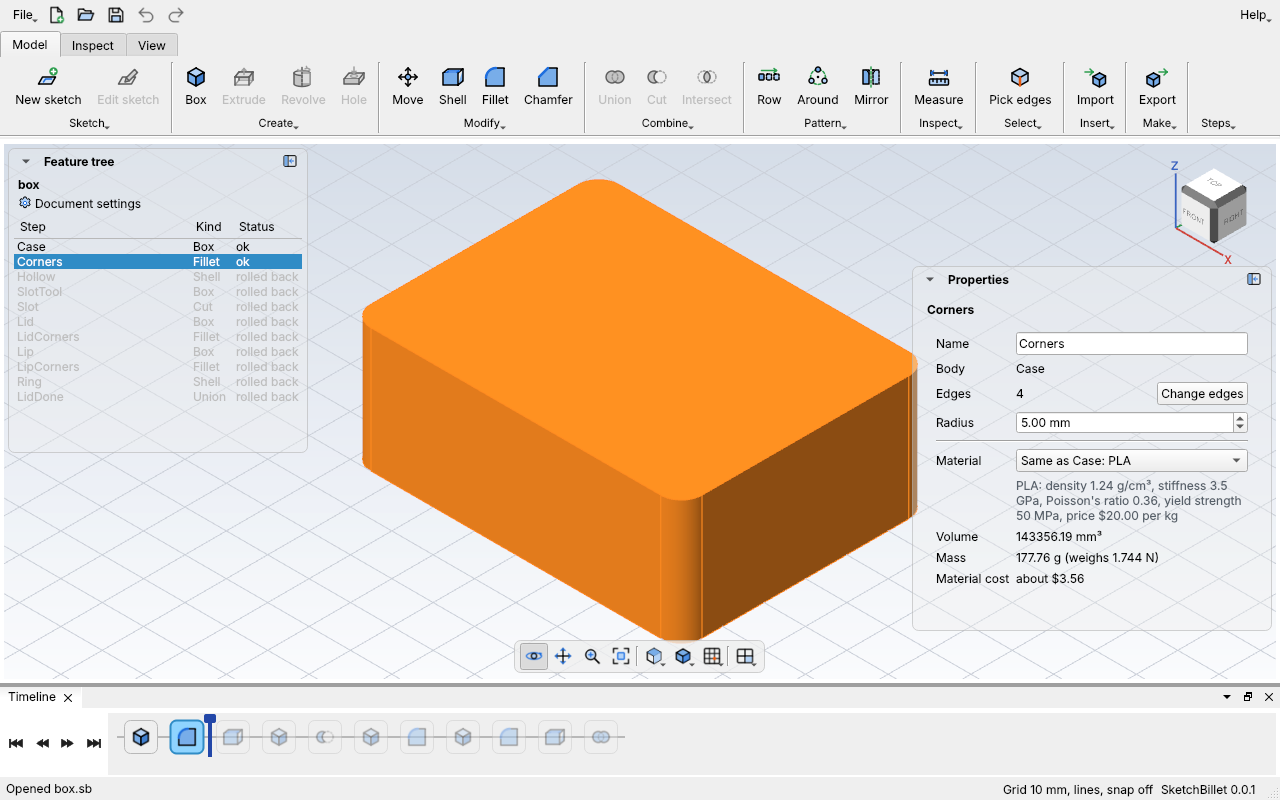 File
Help
Model
Inspect
View
New sketch
Edit sketch
Box
Extrude
Revolve
Hole
Move
Shell
Fillet
Chamfer
Union
Cut
Intersect
Row
Around
Mirror
Measure
Pick edges
Import
Export
Sketch
Create
Modify
Combine
Pattern
Inspect
Select
Insert
Make
Steps
Feature tree
box
Document settings
Step Kind Status
Case Box ok
Corners Fillet ok
Hollow Shell rolled back
SlotTool Box rolled back
Slot Cut rolled back
Lid Box rolled back
LidCorners Fillet rolled back
Lip Box rolled back
LipCorners Fillet rolled back
Ring Shell rolled back
LidDone Union rolled back
Z
TOP
FRONT
RIGHT
X
Properties
Corners
Name Corners
Body Case
Edges 4 Change edges
Radius 5.00 mm
Material Same as Case: PLA
PLA: density 1.24 g/cm³, stiffness 3.5
GPa, Poisson's ratio 0.36, yield strength
50 MPa, price $20.00 per kg
Volume 143356.19 mm³
Mass 177.76 g (weighs 1.744 N)
Material cost about $3.56
Timeline
Opened box.sb
Grid 10 mm, lines, snap off SketchBillet 0.0.1